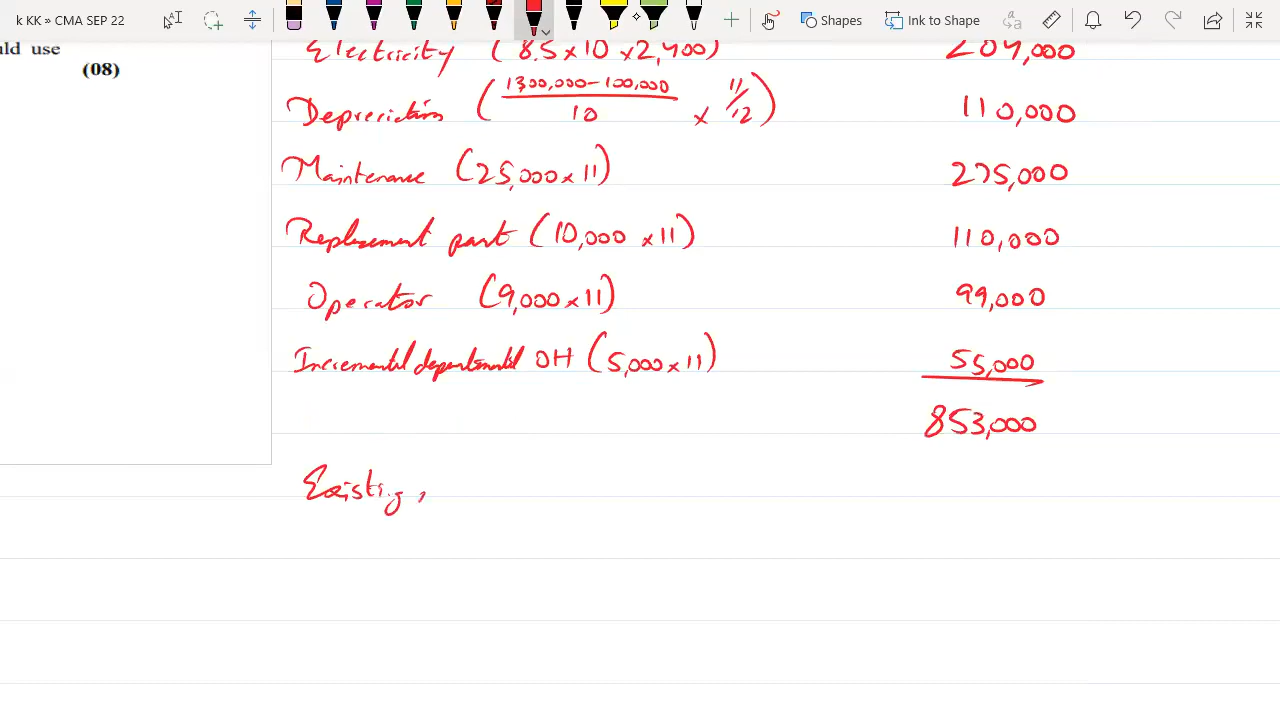 k KK » CMA SEP 22
Shapes
Ink to Shape
uld use
(08)
Electricity (8.5 x 10 x 2,400) 204,000
Depreciation (1300,000 - 100,000 / 10 x 11/12) 110,000
Maintenance (25,000 x 11) 275,000
Replacement part (10,000 x 11) 110,000
Operator (9,000 x 11) 99,000
Incremental departmental OH (5,000 x 11) 55,000
853,000
Existing